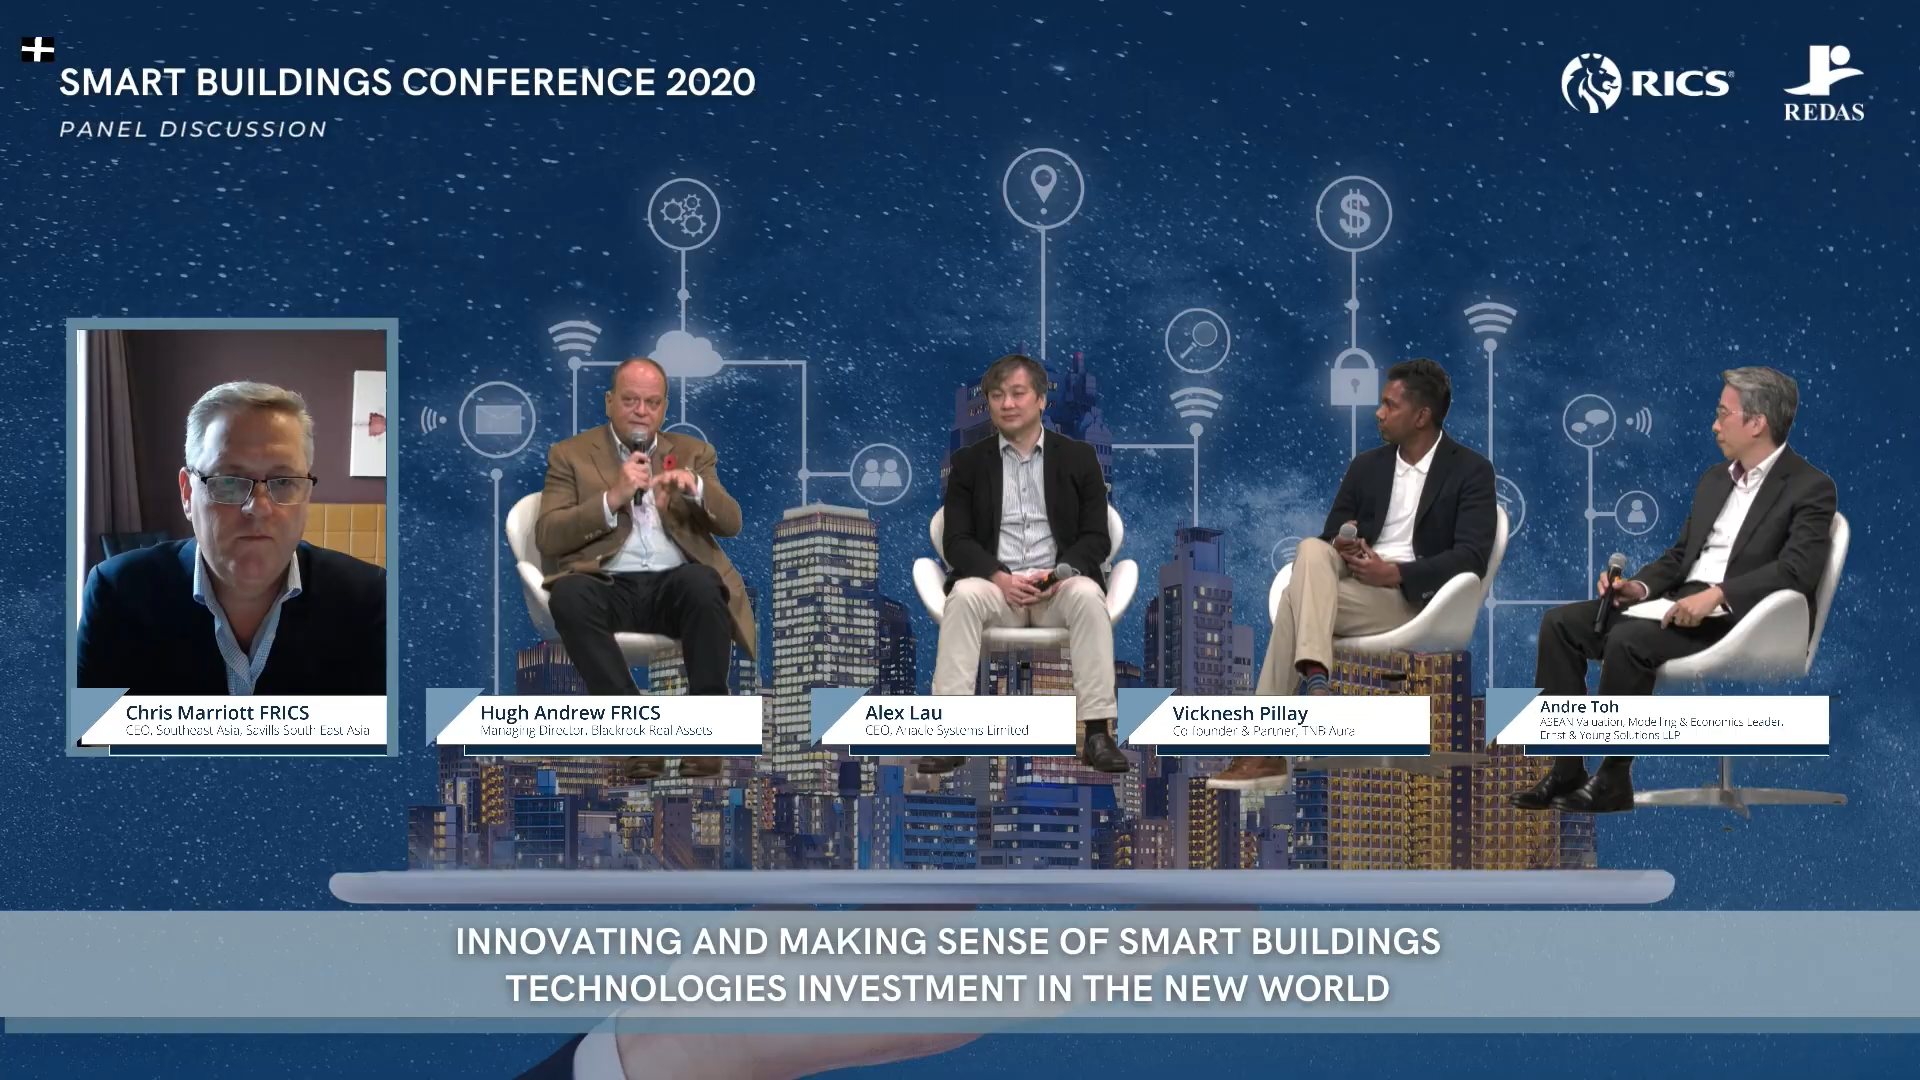 SMART BUILDINGS CONFERENCE 2020
PANEL DISCUSSION
RICS
REDAS
Chris Marriott FRICS
CEO, Southeast Asia, Savills South East Asia
Hugh Andrew FRICS
Managing Director, Blackrock Real Assets
Alex Lau
CEO, Anacle Systems Limited
Vicknesh Pillay
Co founder & Partner, TNB Aura
Andre Toh
ASEAN Valuation, Modelling & Economics Leader,
Ernst & Young Solutions LLP
INNOVATING AND MAKING SENSE OF SMART BUILDINGS
TECHNOLOGIES INVESTMENT IN THE NEW WORLD